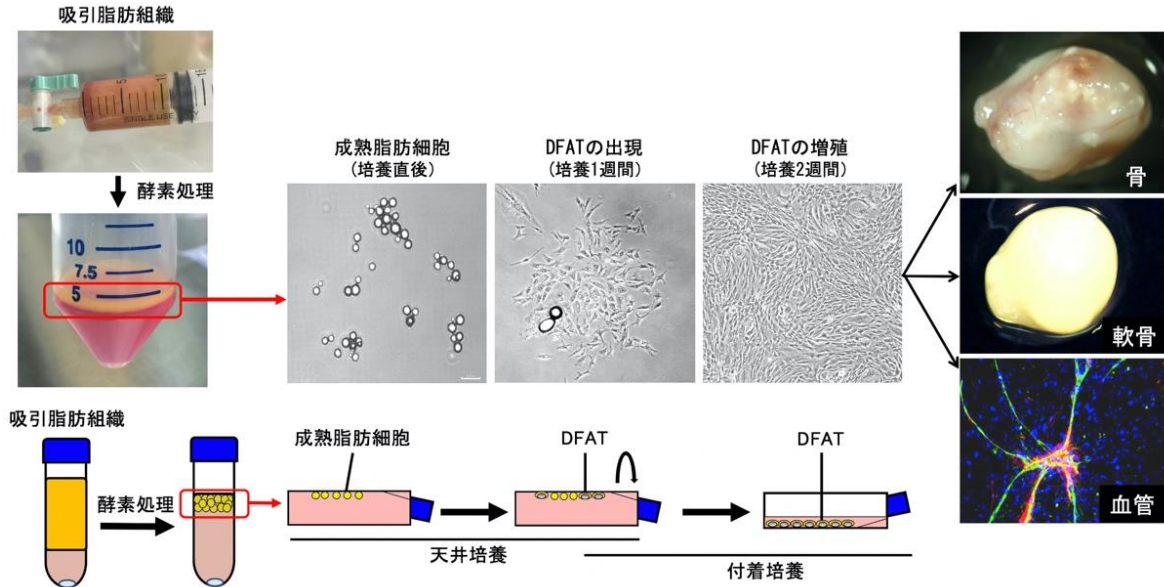 吸引脂肪組織
酵素処理
10
7.5
5
成熟脂肪細胞
(培養直後)
DFATの出現
(培養1週間)
DFATの増殖
(培養2週間)
骨
軟骨
血管
吸引脂肪組織
酵素処理
成熟脂肪細胞
DFAT
DFAT
天井培養
付着培養